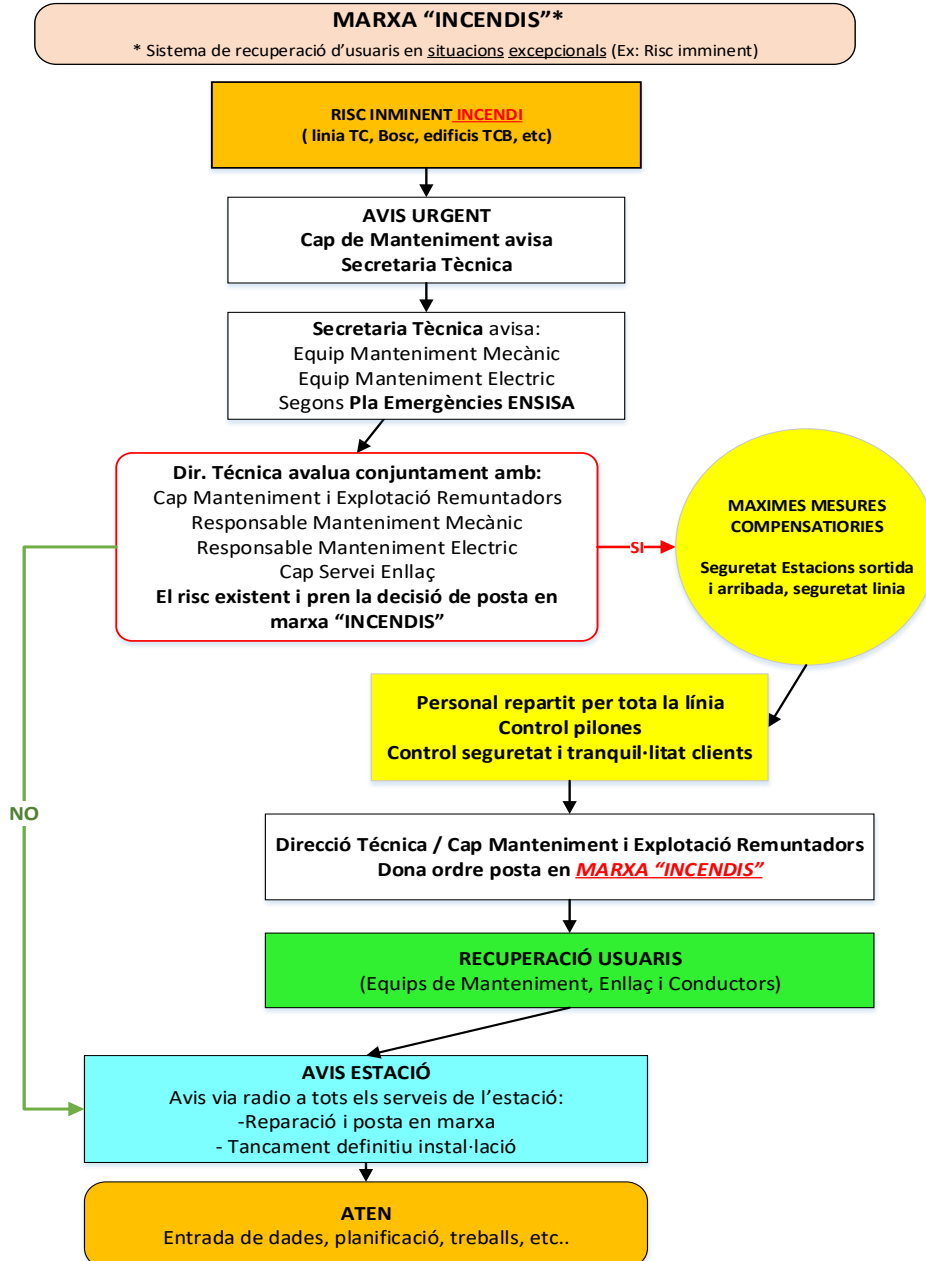 MARXA “INCENDIS”*
* Sistema de recuperació d’usuaris en situacions excepcionals (Ex: Risc imminent)
RISC INMINENT INCENDI
( linia TC, Bosc, edificis TCB, etc)
AVIS URGENT
Cap de Manteniment avisa
Secretaria Tècnica
Secretaria Tècnica avisa:
Equip Manteniment Mecànic
Equip Manteniment Electric
Segons Pla Emergències ENSISA
Dir. Técnica avalua conjuntament amb:
Cap Manteniment i Explotació Remuntadors
Responsable Manteniment Mecànic
Responsable Manteniment Electric
Cap Servei Enllaç
El risc existent i pren la decisió de posta en
marxa “INCENDIS”
SI
MAXIMES MESURES
COMPENSATIORIES
Seguretat Estacions sortida
i arribada, seguretat linia
Personal repartit per tota la línia
Control pilones
Control seguretat i tranquil·litat clients
NO
Direcció Técnica / Cap Manteniment i Explotació Remuntadors
Dona ordre posta en MARXA “INCENDIS”
RECUPERACIÓ USUARIS
(Equips de Manteniment, Enllaç i Conductors)
AVIS ESTACIÓ
Avis via radio a tots els serveis de l’estació:
-Reparació i posta en marxa
- Tancament definitiu instal·lació
ATEN
Entrada de dades, planificació, treballs, etc..